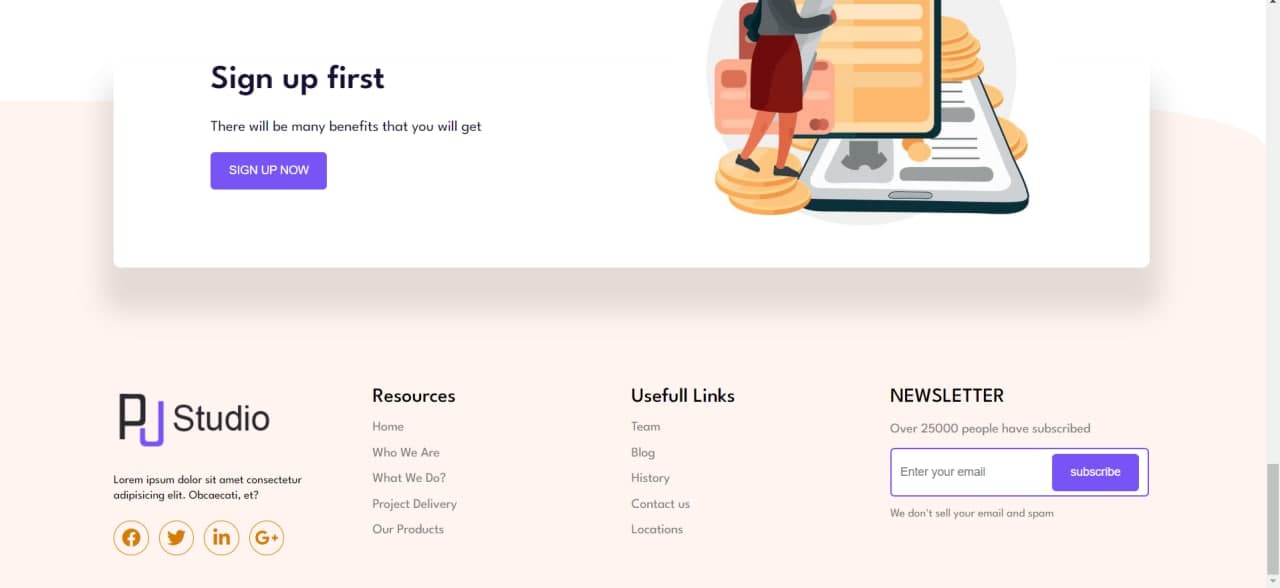 Sign up first
There will be many benefits that you will get
SIGN UP NOW
PJ Studio
Lorem ipsum dolor sit amet consectetur
adipisicing elit. Obcaecati, et?
Resources
Home
Who We Are
What We Do?
Project Delivery
Our Products
Usefull Links
Team
Blog
History
Contact us
Locations
NEWSLETTER
Over 25000 people have subscribed
Enter your email
subscribe
We don't sell your email and spam